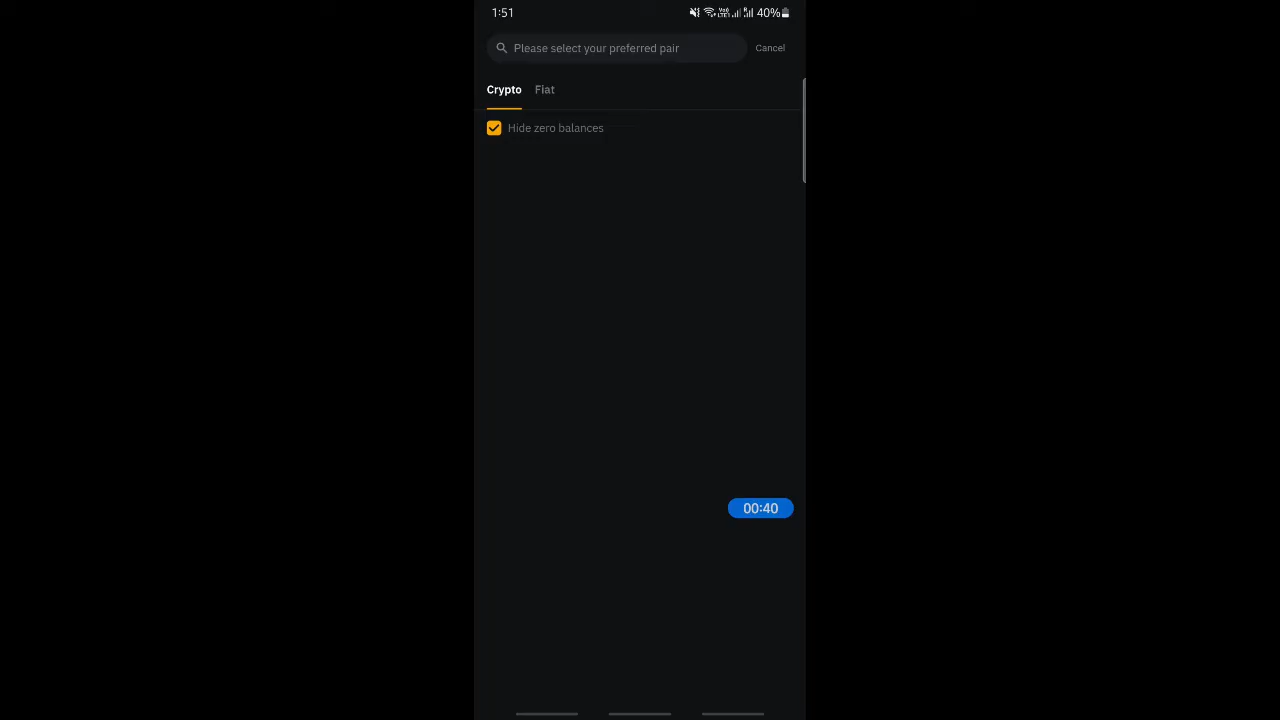 1:51 40%
Please select your preferred pair Cancel
Crypto Fiat
Hide zero balances
00:40